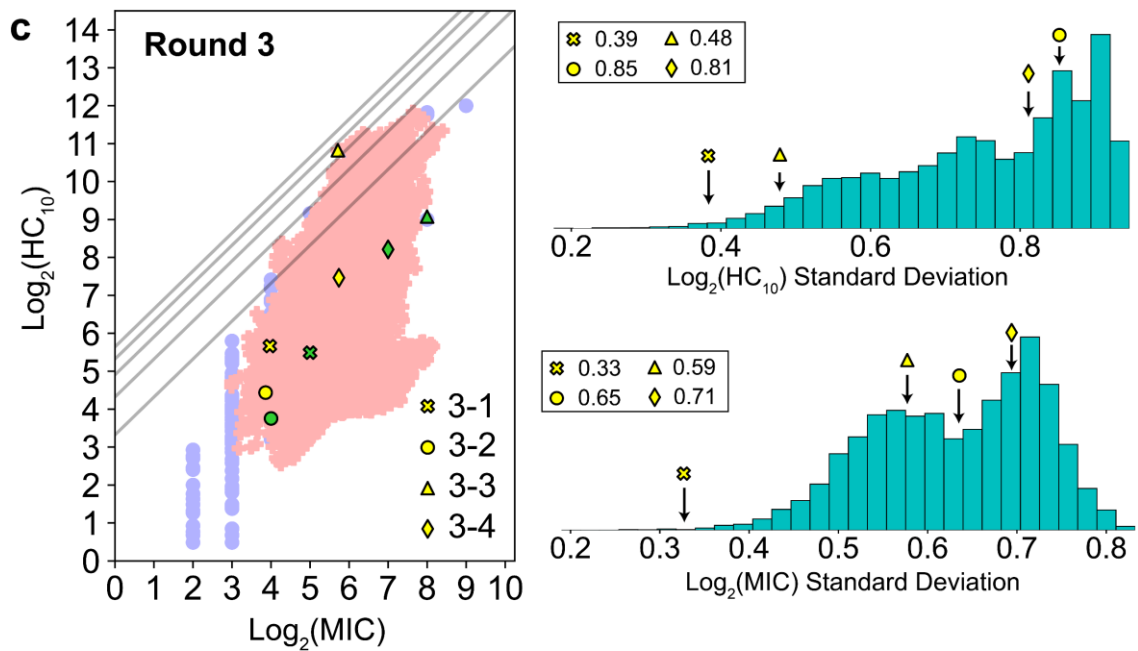 c
Round 3
Log₂(HC₁₀)
14
13
12
11
10
9
8
7
6
5
4
3
2
1
0
0 1 2 3 4 5 6 7 8 9 10
Log₂(MIC)
3-1
3-2
3-3
3-4
0.39 0.48
0.85 0.81
0.2 0.4 0.6 0.8
Log₂(HC₁₀) Standard Deviation
0.33 0.59
0.65 0.71
0.2 0.3 0.4 0.5 0.6 0.7 0.8
Log₂(MIC) Standard Deviation